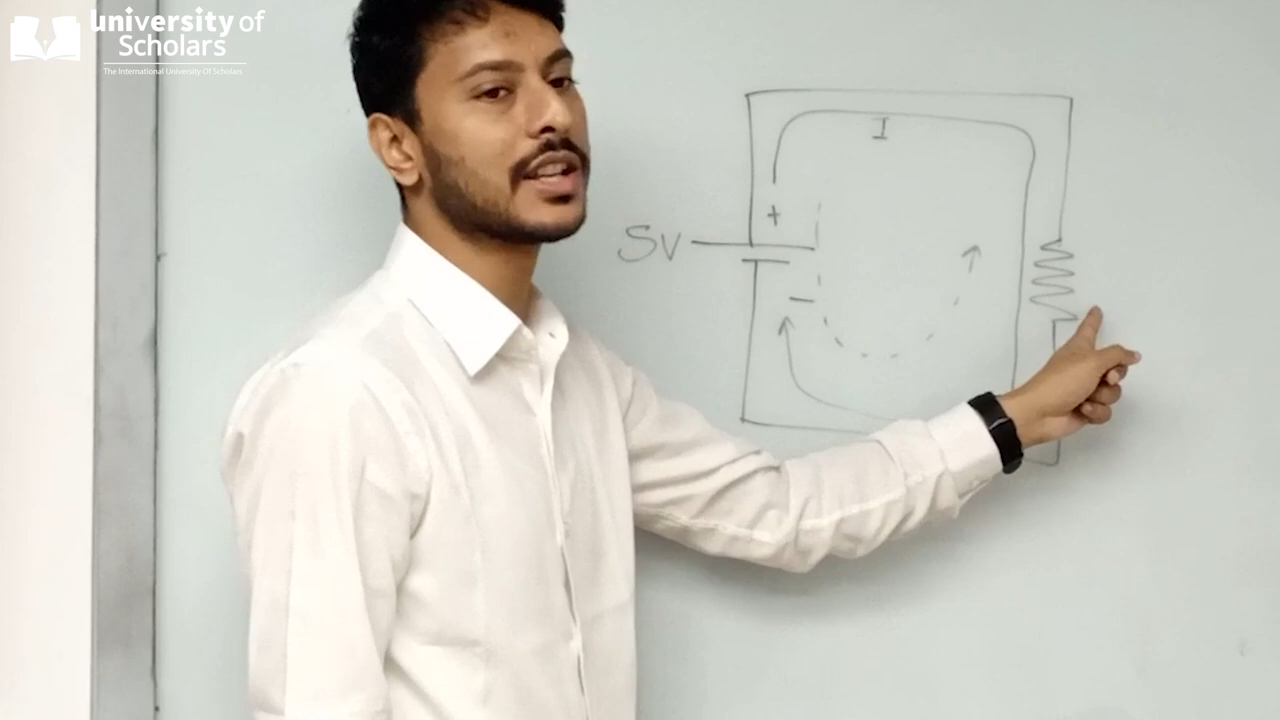 university of
Scholars
The International University Of Scholars
I
+
5V
−